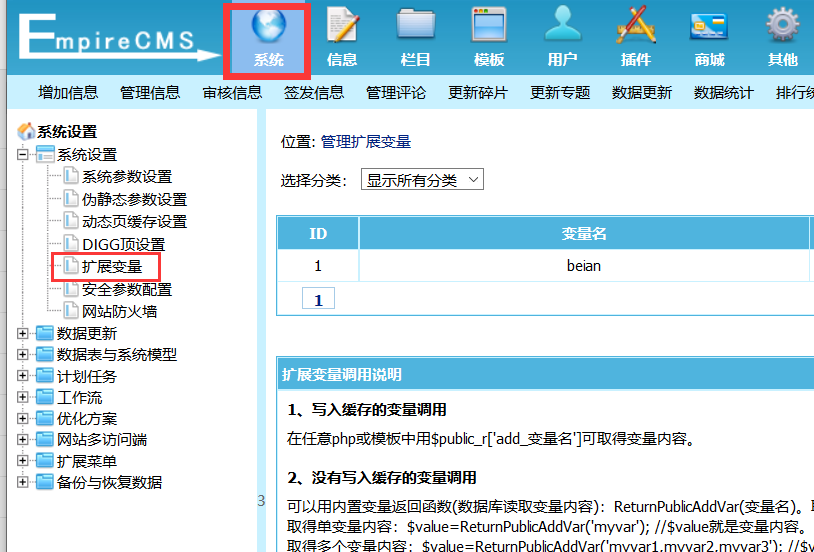 EmpireCMS
系统 信息 栏目 模板 用户 插件 商城 其他
增加信息 管理信息 审核信息 签发信息 管理评论 更新碎片 更新专题 数据更新 数据统计 排行
系统设置
系统设置
系统参数设置
伪静态参数设置
动态页缓存设置
DIGG顶设置
扩展变量
安全参数配置
网站防火墙
数据更新
数据表与系统模型
计划任务
工作流
优化方案
网站多访问端
扩展菜单
备份与恢复数据
3
位置: 管理扩展变量
选择分类： 显示所有分类
ID 变量名
1 beian
1
扩展变量调用说明
1、写入缓存的变量调用
在任意php或模板中用$public_r['add_变量名']可取得变量内容。
2、没有写入缓存的变量调用
可以用内置变量返回函数(数据库读取变量内容)：ReturnPublicAddVar(变量名)。
取得单变量内容：$value=ReturnPublicAddVar('myvar'); //$value就是变量内容。
取得多个变量内容：$value=ReturnPublicAddVar('myvar1,myvar2,myvar3'); //$v